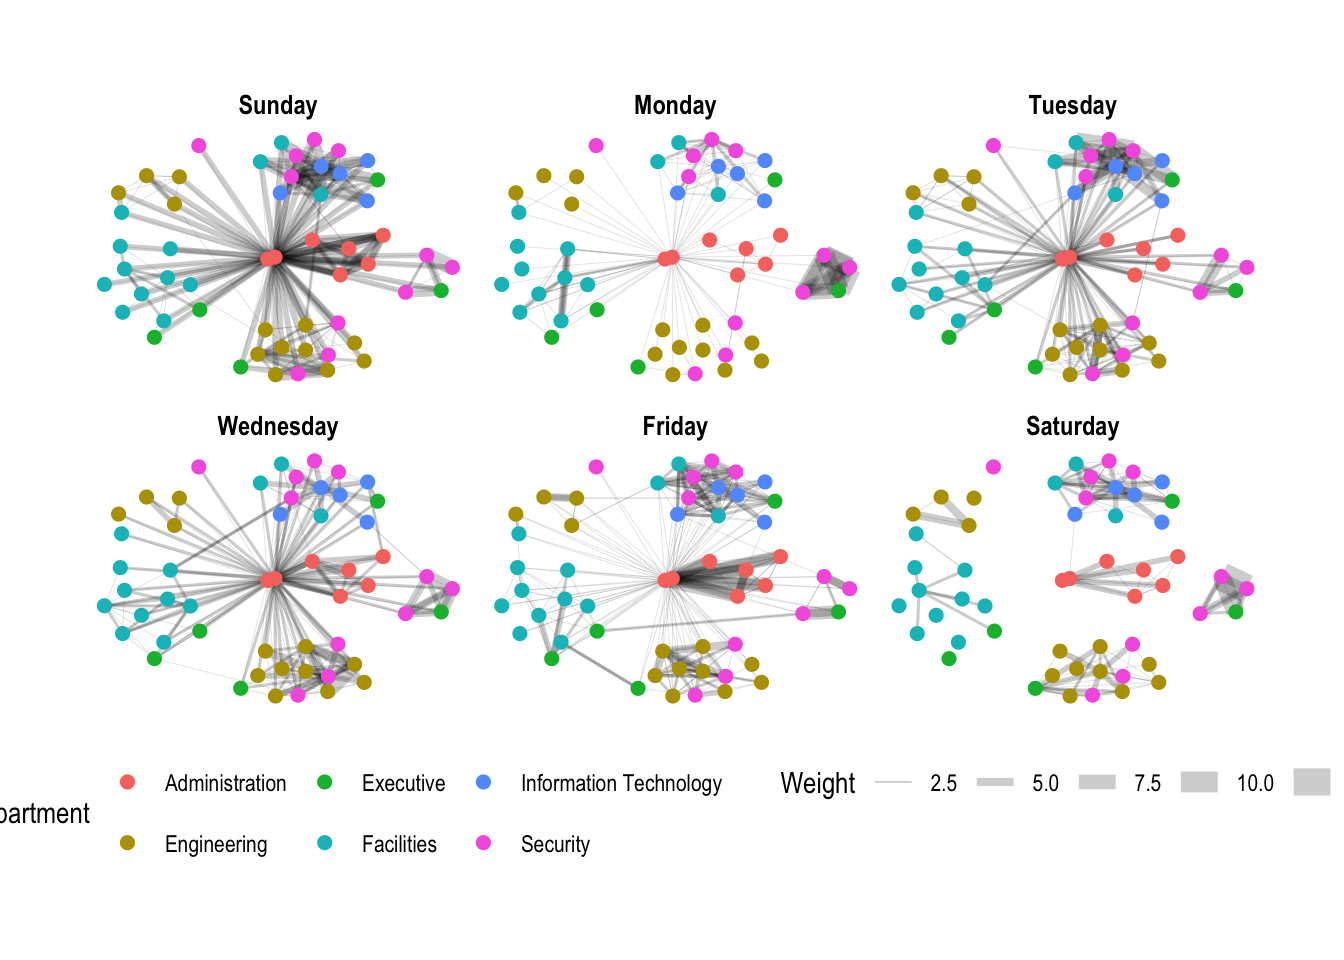 Sunday
Monday
Tuesday
Wednesday
Friday
Saturday
partment
Administration
Executive
Information Technology
Engineering
Facilities
Security
Weight
2.5
5.0
7.5
10.0